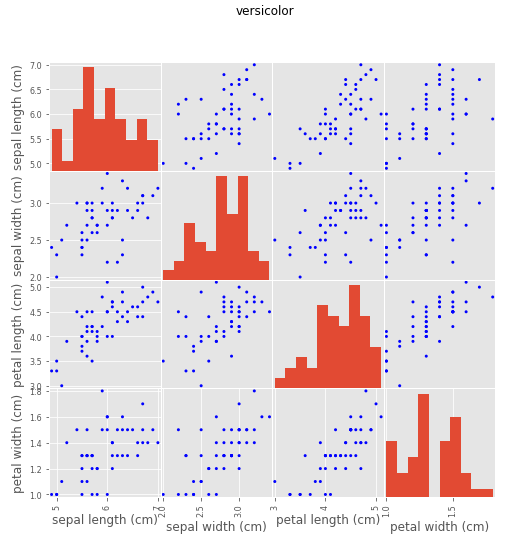 versicolor
sepal length (cm)
7.0
6.5
6.0
5.5
5.0
sepal width (cm)
3.0
2.5
2.0
petal length (cm)
5.0
4.5
4.0
3.5
3.0
petal width (cm)
1.8
1.6
1.4
1.2
1.0
5 6 7 2.0 2.5 3.0 3 4 5 1.0 1.5
sepal length (cm) sepal width (cm) petal length (cm) petal width (cm)